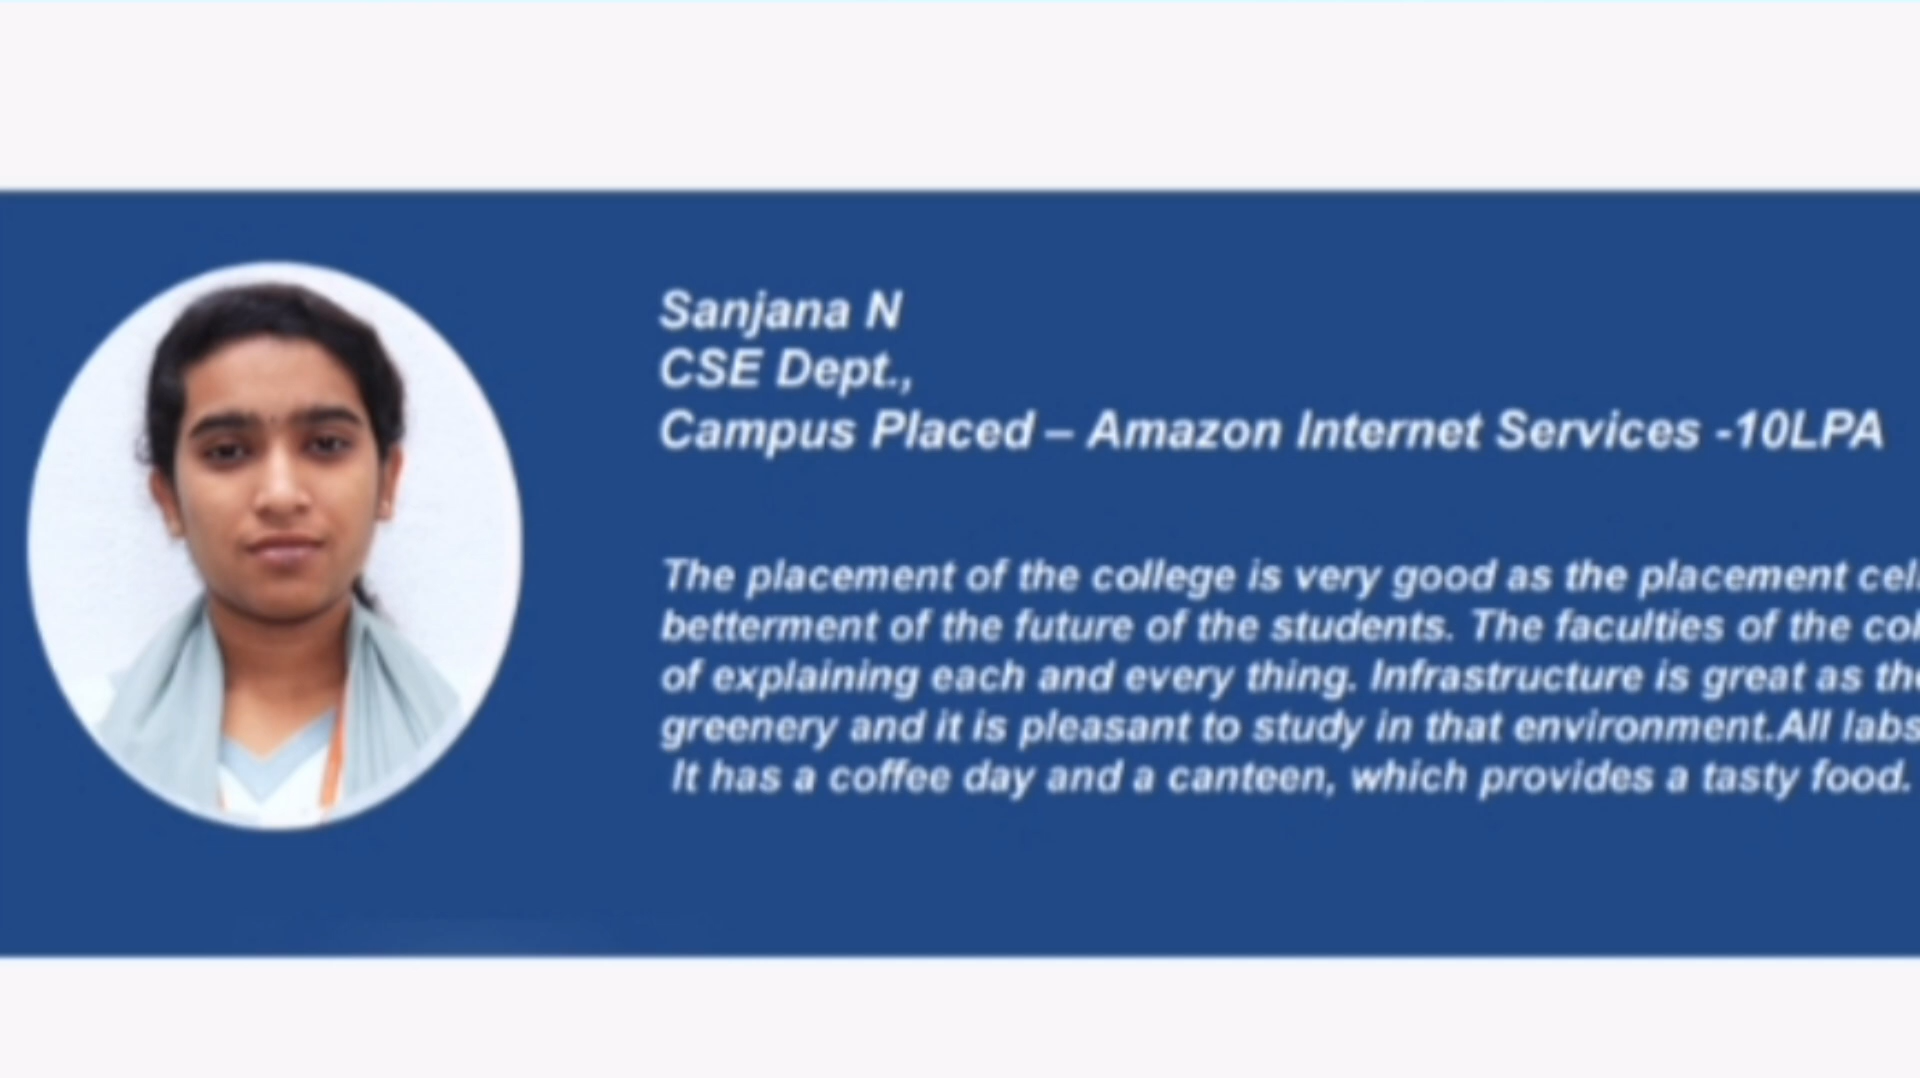 Sanjana N
CSE Dept.,
Campus Placed – Amazon Internet Services -10LPA
The placement of the college is very good as the placement
betterment of the future of the students. The faculties of the
of explaining each and every thing. Infrastructure is great as
greenery and it is pleasant to study in that environment.All labs
It has a coffee day and a canteen, which provides a tasty food.